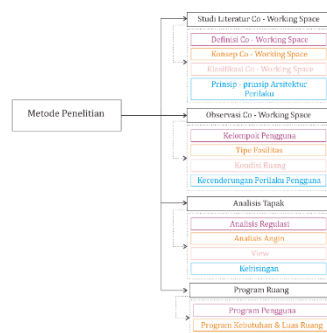 Studi Literatur Co - Working Space
Definisi Co - Working Space
Konsep Co - Working Space
Klasifikasi Co - Working Space
Prinsip - prinsip Arsitektur
Perilaku
Metode Penelitian
Observasi Co - Working Space
Kelompok Pengguna
Tipe Fasilitas
Kondisi Ruang
Kecenderungan Perilaku Pengguna
Analisis Tapak
Analisis Regulasi
Analisis Angin
View
Kebisingan
Program Ruang
Program Pengguna
Program Kebutuhan & Luas Ruang